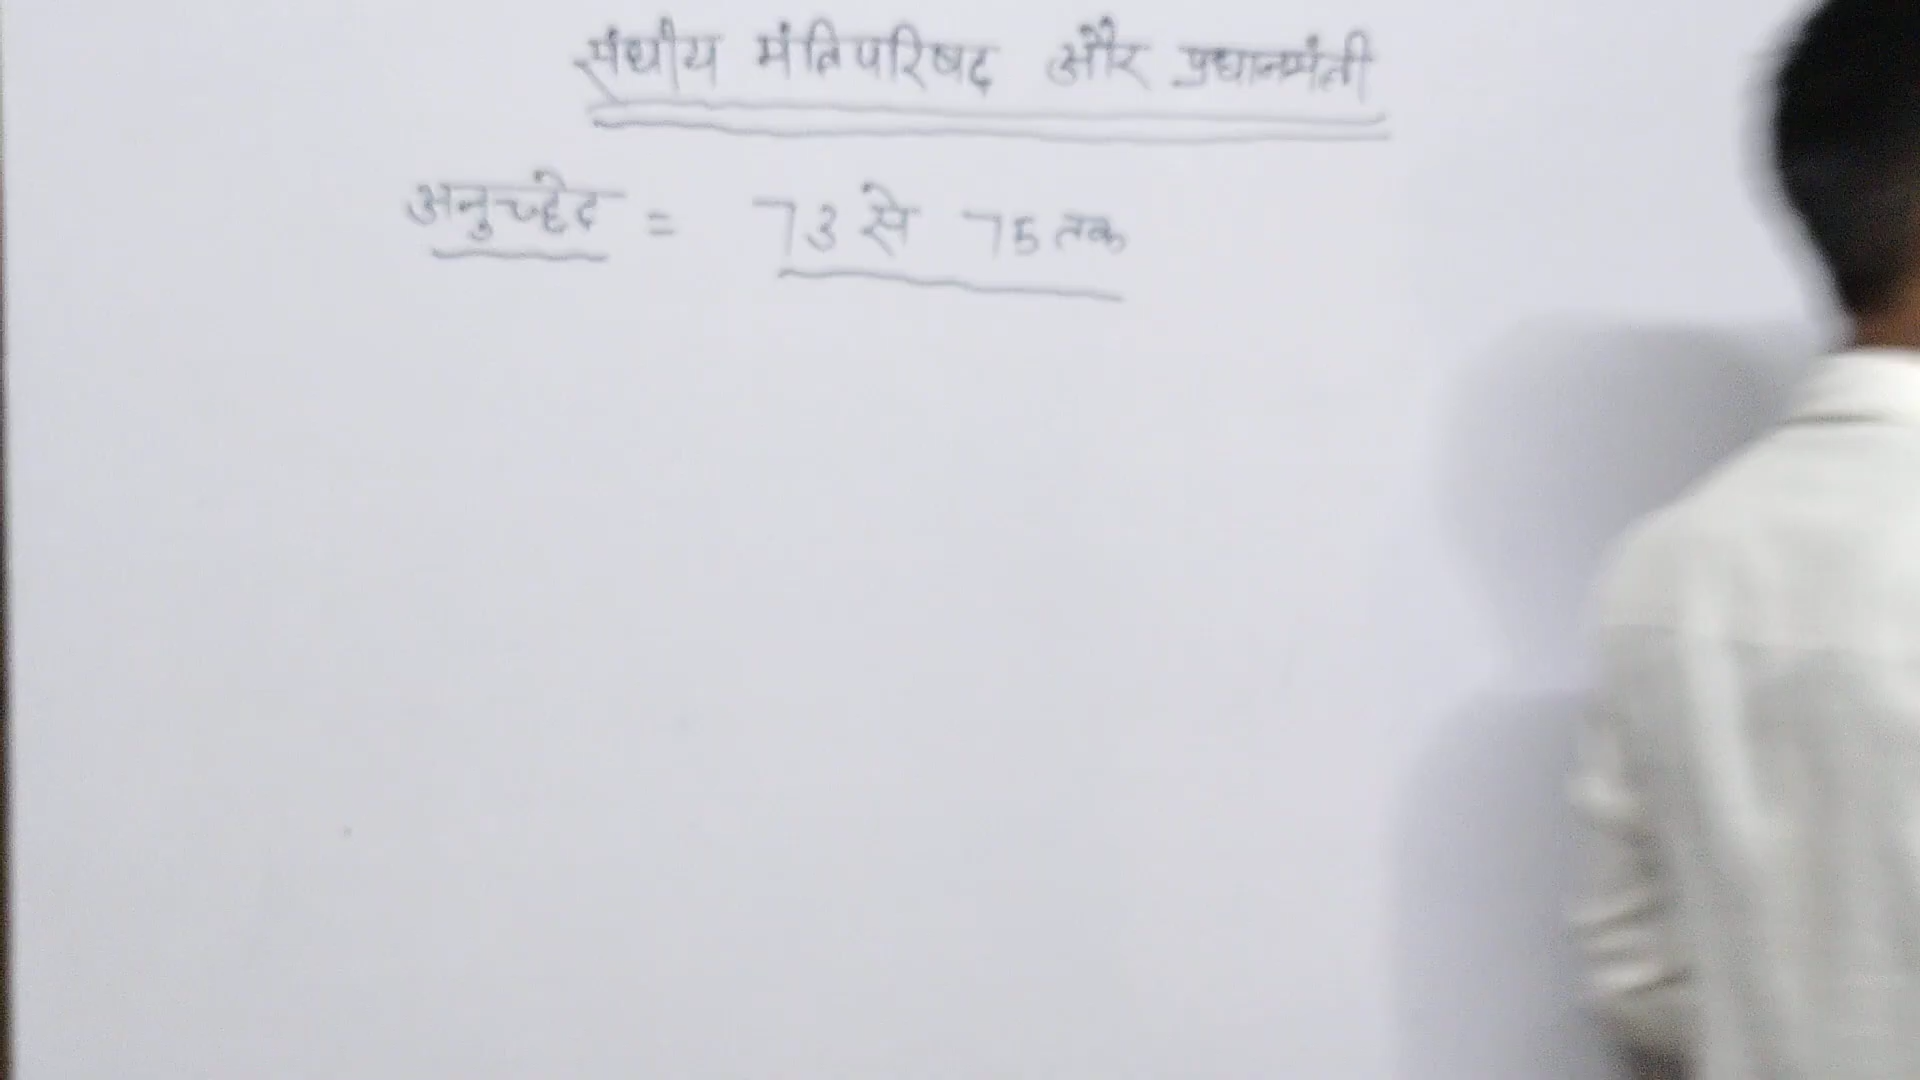 संघीय मंत्रिपरिषद और प्रधानमंत्री
अनुच्छेद = 73 से 75 तक